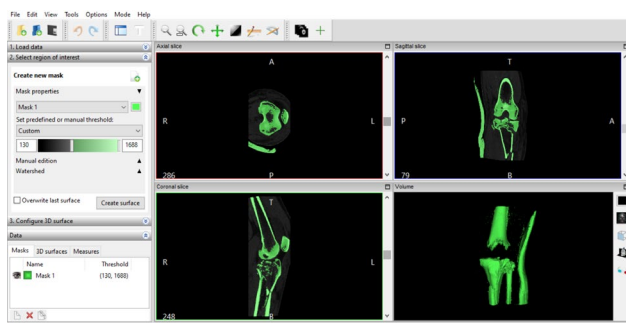 File Edit View Tools Options Mode Help
1. Load data
2. Select region of interest
Create new mask
Mask properties
Mask 1
Set predefined or manual threshold:
Custom
130 1688
Manual edition
Watershed
Overwrite last surface Create surface
3. Configure 3D surface
Data
Masks 3D surfaces Measures
Name Threshold
Mask 1 (130, 1688)
Axial slice
A
R L
286 P
Sagittal slice
T
P A
79 B
Coronal slice
T
R L
248 B
Volume